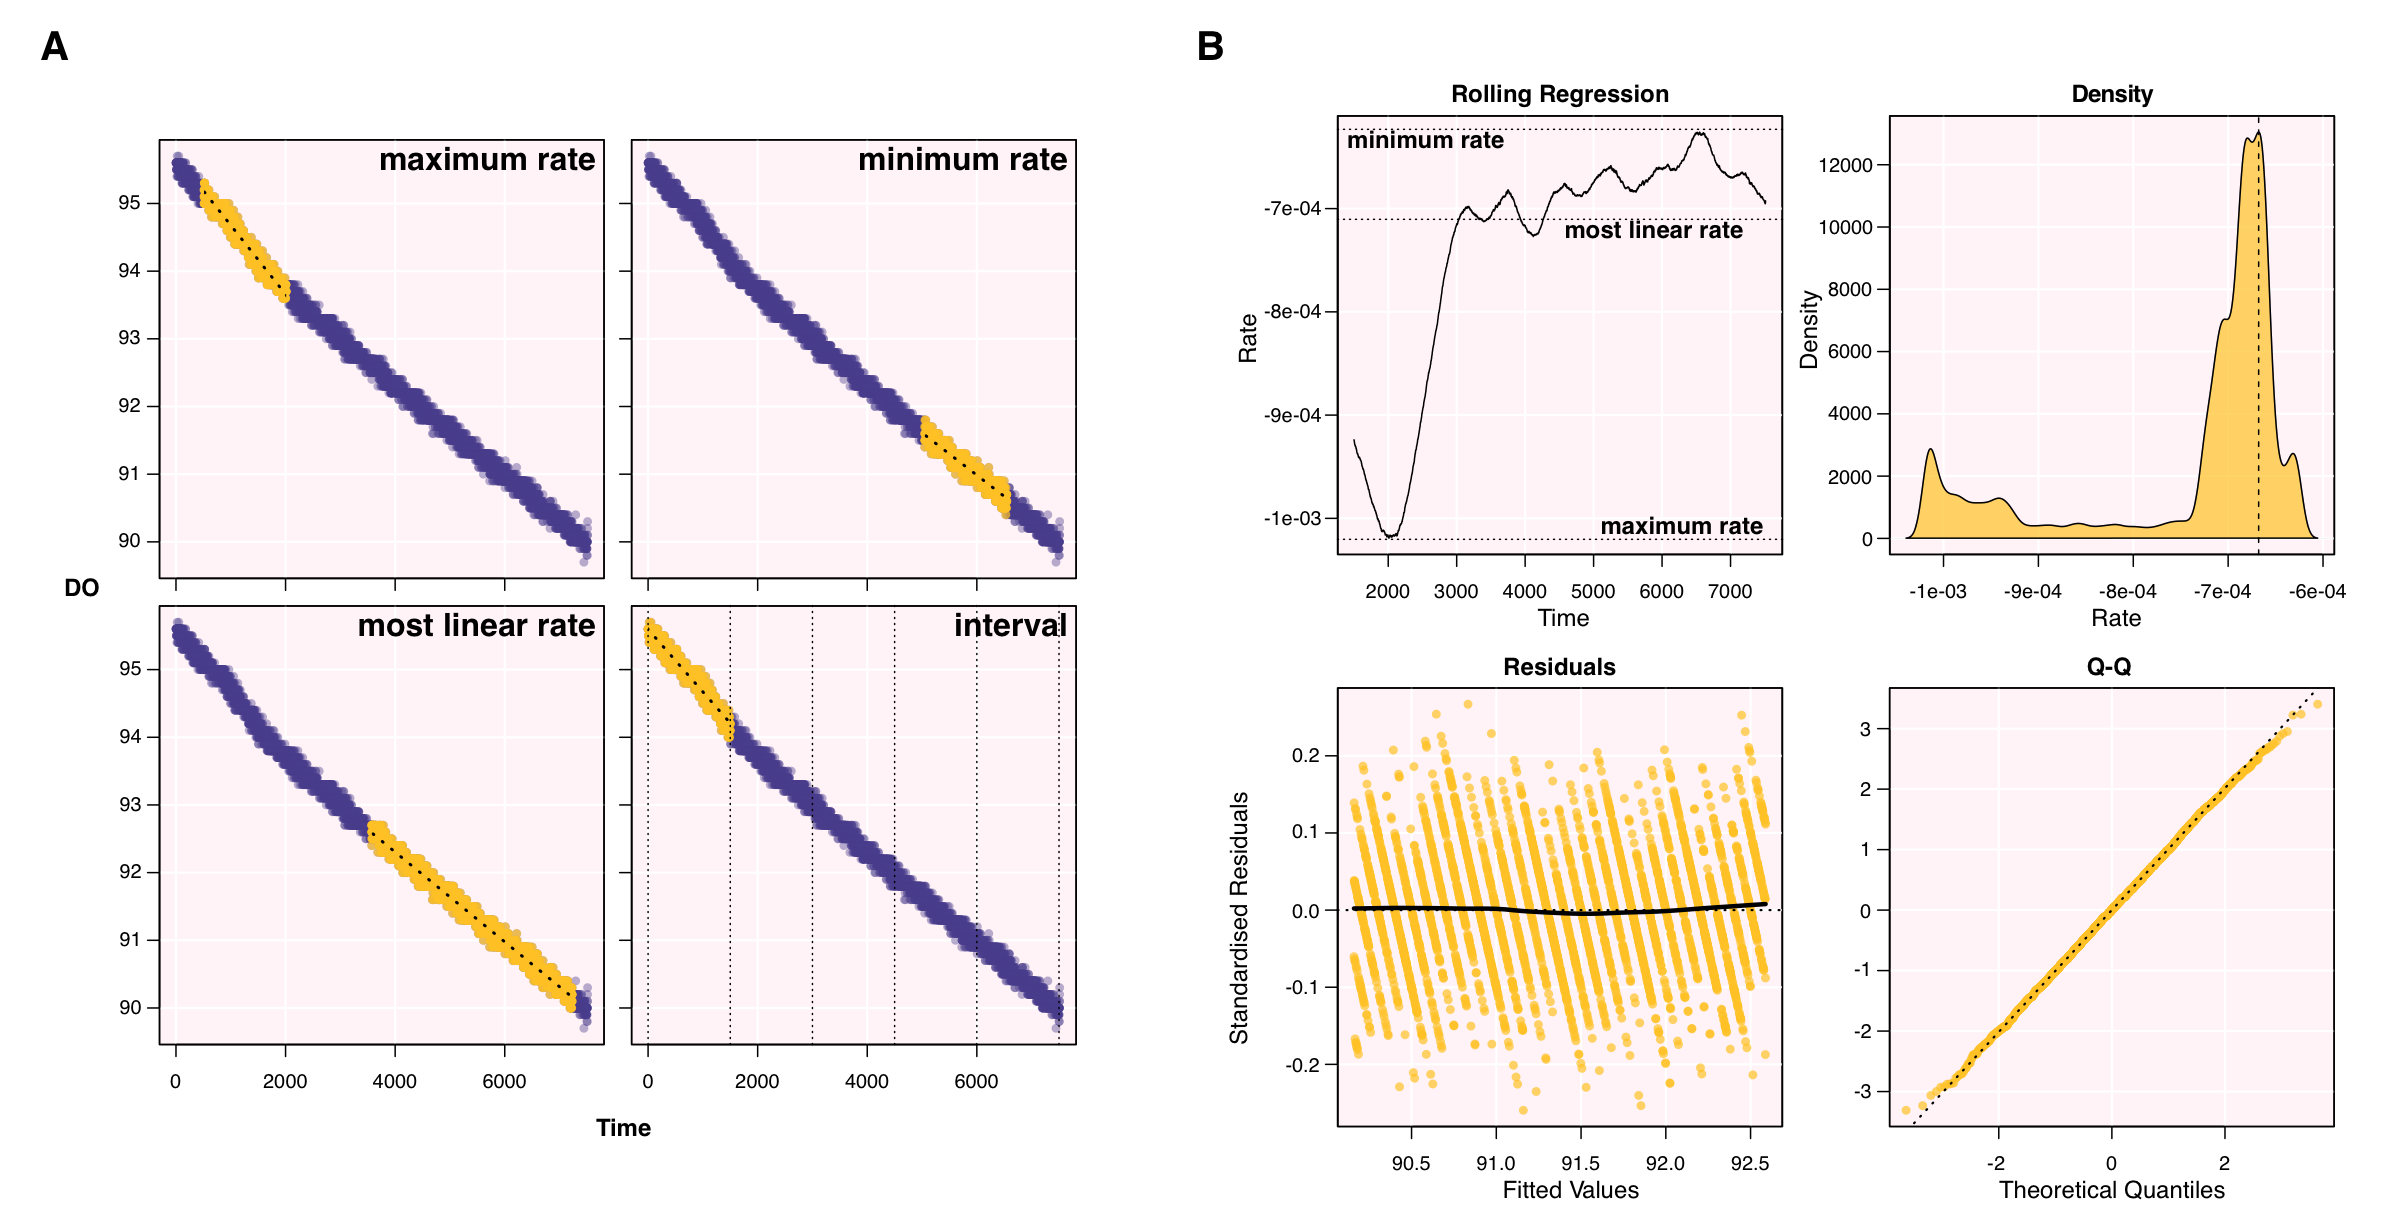 A
maximum rate
minimum rate
95
94
93
92
91
90
DO
most linear rate
interval
95
94
93
92
91
90
0 2000 4000 6000
0 2000 4000 6000
Time
B
Rolling Regression
minimum rate
most linear rate
maximum rate
Rate
-7e-04
-8e-04
-9e-04
-1e-03
2000 3000 4000 5000 6000 7000
Time
Density
Density
12000
10000
8000
6000
4000
2000
0
-1e-03 -9e-04 -8e-04 -7e-04 -6e-04
Rate
Residuals
Standardised Residuals
0.2
0.1
0.0
-0.1
-0.2
90.5 91.0 91.5 92.0 92.5
Fitted Values
Q-Q
3
2
1
0
-1
-2
-3
-2 0 2
Theoretical Quantiles